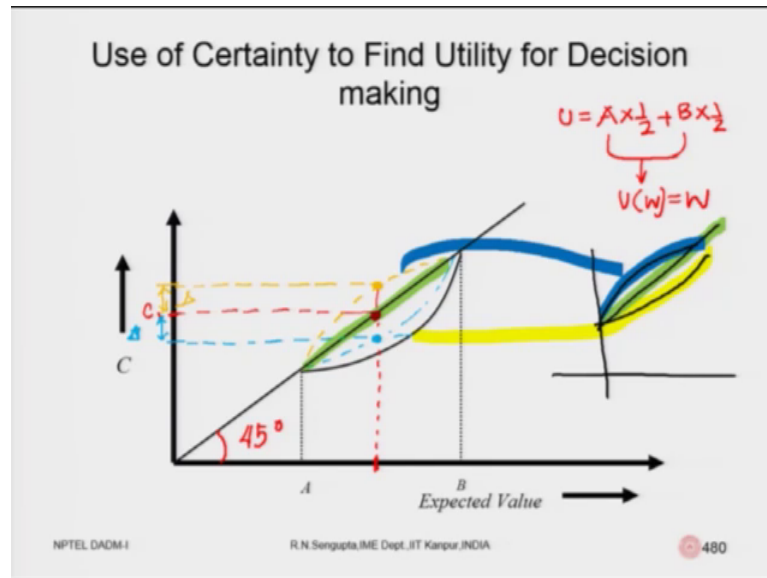 Use of Certainty to Find Utility for Decision
making
U = A × 1/2 + B × 1/2
U(W) = W
C
C
45°
A
B
Expected Value
NPTEL DADM-I
R.N.Sengupta,IME Dept.,IIT Kanpur,INDIA
480